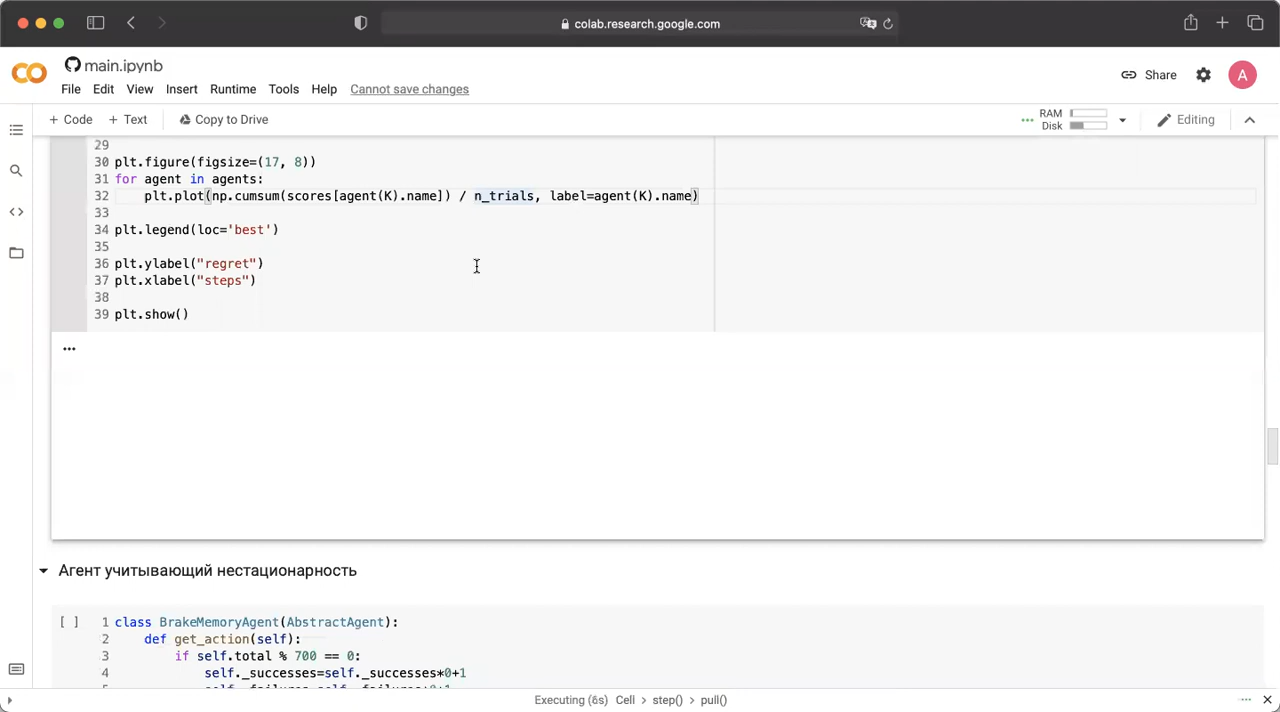 colab.research.google.com
main.ipynb
File Edit View Insert Runtime Tools Help Cannot save changes
Share
A
+ Code + Text Copy to Drive
RAM
Disk
Editing
29
30 plt.figure(figsize=(17, 8))
31 for agent in agents:
32 plt.plot(np.cumsum(scores[agent(K).name]) / n_trials, label=agent(K).name)
33
34 plt.legend(loc='best')
35
36 plt.ylabel("regret")
37 plt.xlabel("steps")
38
39 plt.show()
Агент учитывающий нестационарность
[ ] 1 class BrakeMemoryAgent(AbstractAgent):
2 def get_action(self):
3 if self.total % 700 == 0:
4 self._successes=self._successes*0+1
Executing (6s) Cell > step() > pull()